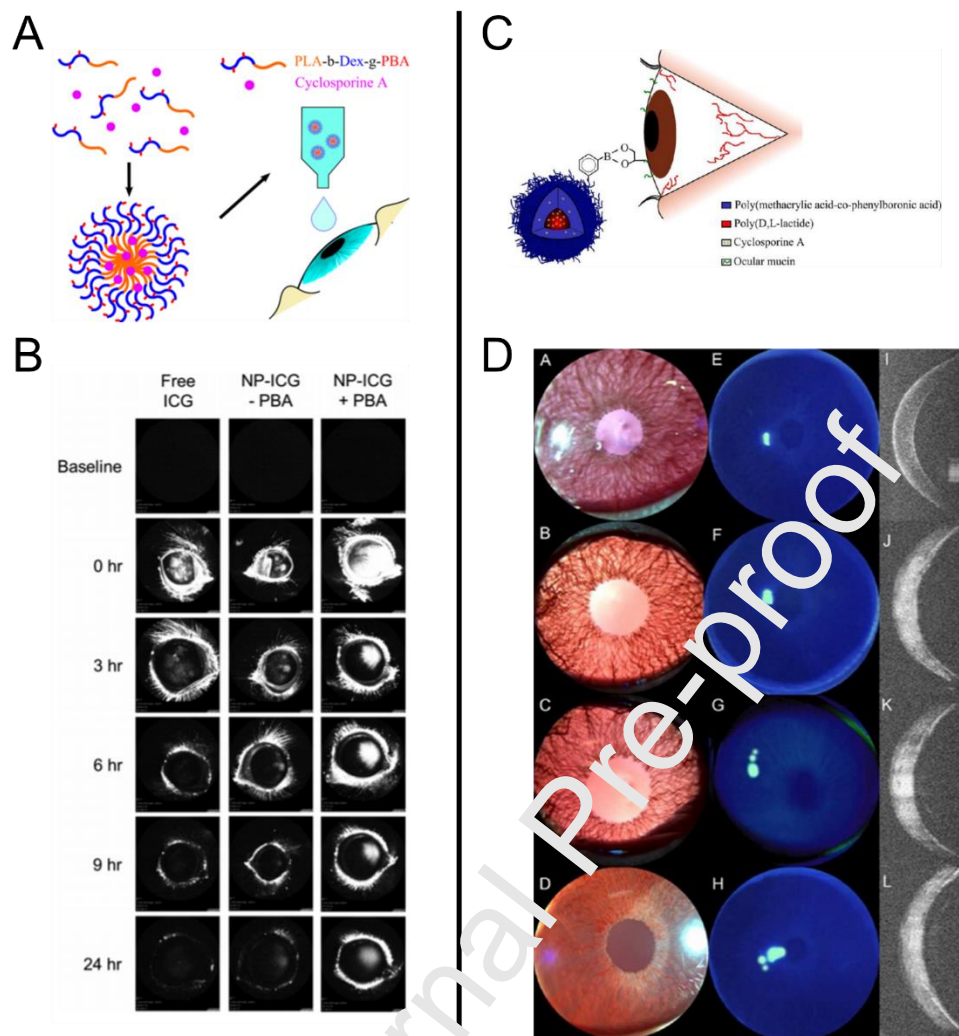 A
PLA-b-Dex-g-PBA
Cyclosporine A
B
Free
ICG
NP-ICG
- PBA
NP-ICG
+ PBA
Baseline
0 hr
3 hr
6 hr
9 hr
24 hr
C
B
O
O
Poly(methacrylic acid-co-phenylboronic acid)
Poly(D,L-lactide)
Cyclosporine A
Ocular mucin
D
A
E
I
B
F
J
C
G
K
D
H
L
rnal Pre-proof